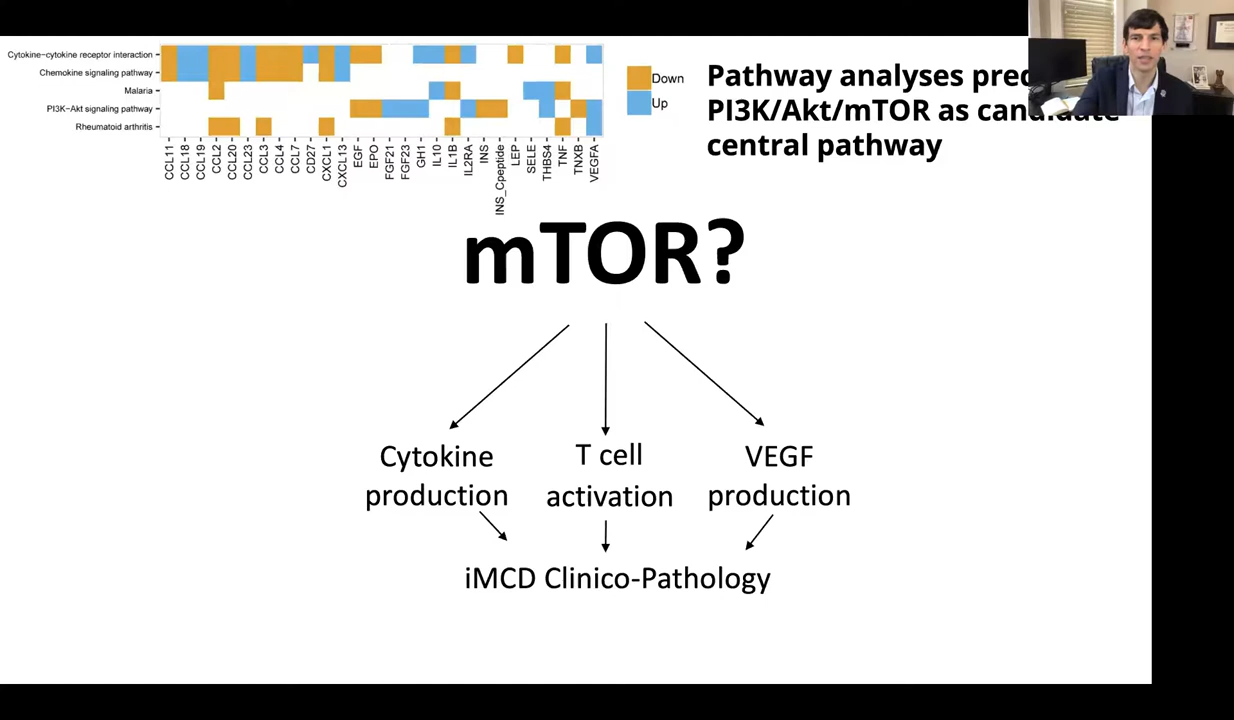 Cytokine−cytokine receptor interaction
Chemokine signaling pathway
Malaria
PI3K−Akt signaling pathway
Rheumatoid arthritis
CCL11
CCL18
CCL19
CCL2
CCL20
CCL23
CCL3
CCL4
CCL7
CD27
CXCL1
CXCL13
EGF
EPO
FGF21
FGF23
GH1
IL10
IL1B
IL2RA
INS
INS_Cpeptide
LEP
SELE
THBS4
TNF
TNXB
VEGFA
Down
Up
Pathway analyses
PI3K/Akt/mTOR as candidate
central pathway
mTOR?
Cytokine
production
T cell
activation
VEGF
production
iMCD Clinico-Pathology